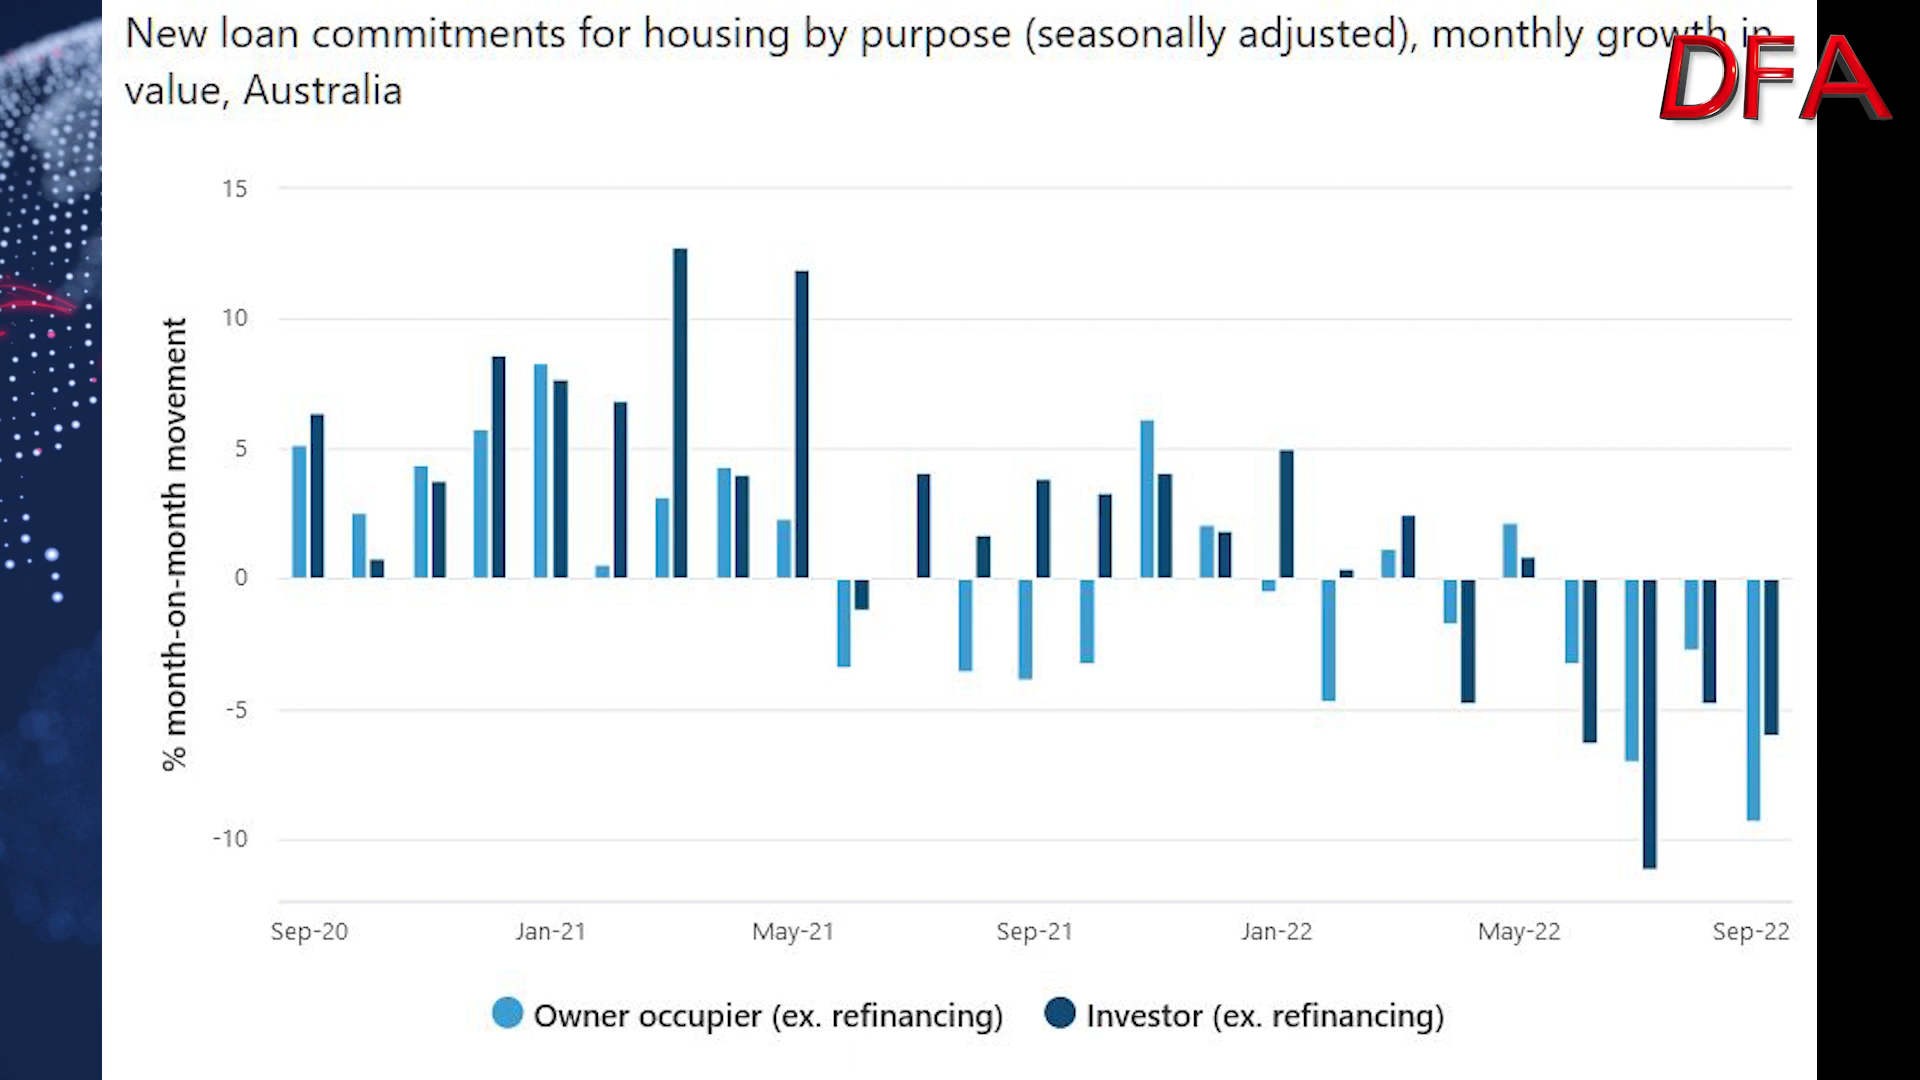 New loan commitments for housing by purpose (seasonally adjusted), monthly growth in
value, Australia
DFA
15
10
5
0
-5
-10
% month-on-month movement
Sep-20 Jan-21 May-21 Sep-21 Jan-22 May-22 Sep-22
Owner occupier (ex. refinancing) Investor (ex. refinancing)